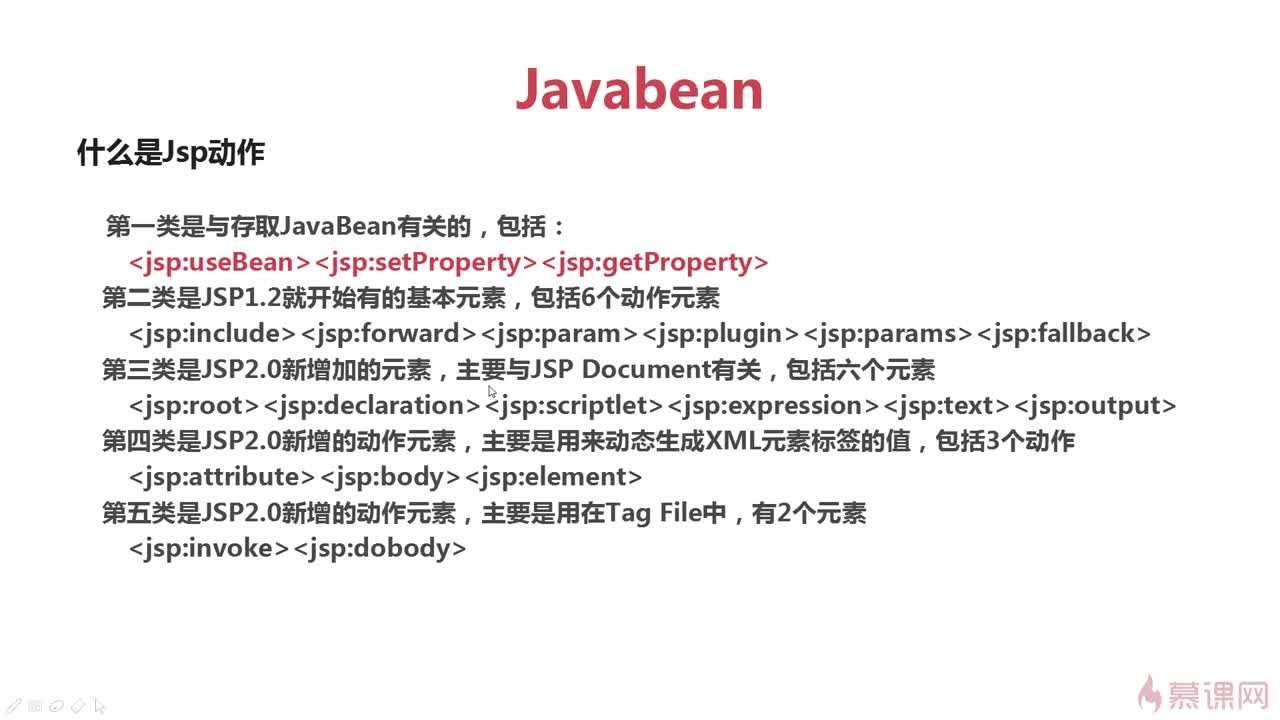 Javabean
什么是Jsp动作
第一类是与存取JavaBean有关的，包括：
<jsp:useBean><jsp:setProperty><jsp:getProperty>
第二类是JSP1.2就开始有的基本元素，包括6个动作元素
<jsp:include><jsp:forward><jsp:param><jsp:plugin><jsp:params><jsp:fallback>
第三类是JSP2.0新增加的元素，主要与JSP Document有关，包括六个元素
<jsp:root><jsp:declaration><jsp:scriptlet><jsp:expression><jsp:text><jsp:output>
第四类是JSP2.0新增的动作元素，主要是用来动态生成XML元素标签的值，包括3个动作
<jsp:attribute><jsp:body><jsp:element>
第五类是JSP2.0新增的动作元素，主要是用在Tag File中，有2个元素
<jsp:invoke><jsp:dobody>
慕课网